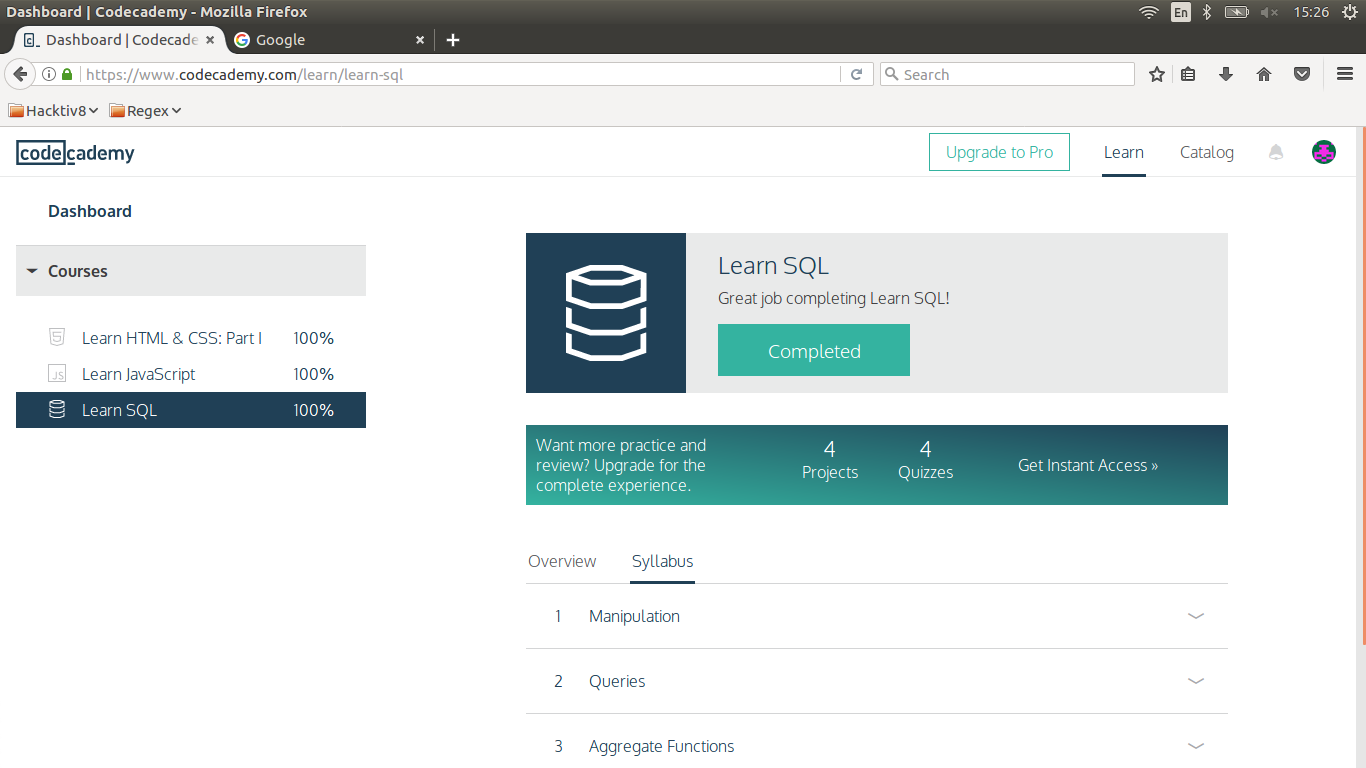 Dashboard | Codecademy - Mozilla Firefox
En
15:26
Dashboard | Codecade
Google
https://www.codecademy.com/learn/learn-sql
Search
Hacktiv8
Regex
codecademy
Upgrade to Pro
Learn
Catalog
Dashboard
Courses
Learn HTML & CSS: Part I 100%
Learn JavaScript 100%
Learn SQL 100%
Learn SQL
Great job completing Learn SQL!
Completed
Want more practice and
review? Upgrade for the
complete experience.
4
Projects
4
Quizzes
Get Instant Access »
Overview
Syllabus
1 Manipulation
2 Queries
3 Aggregate Functions